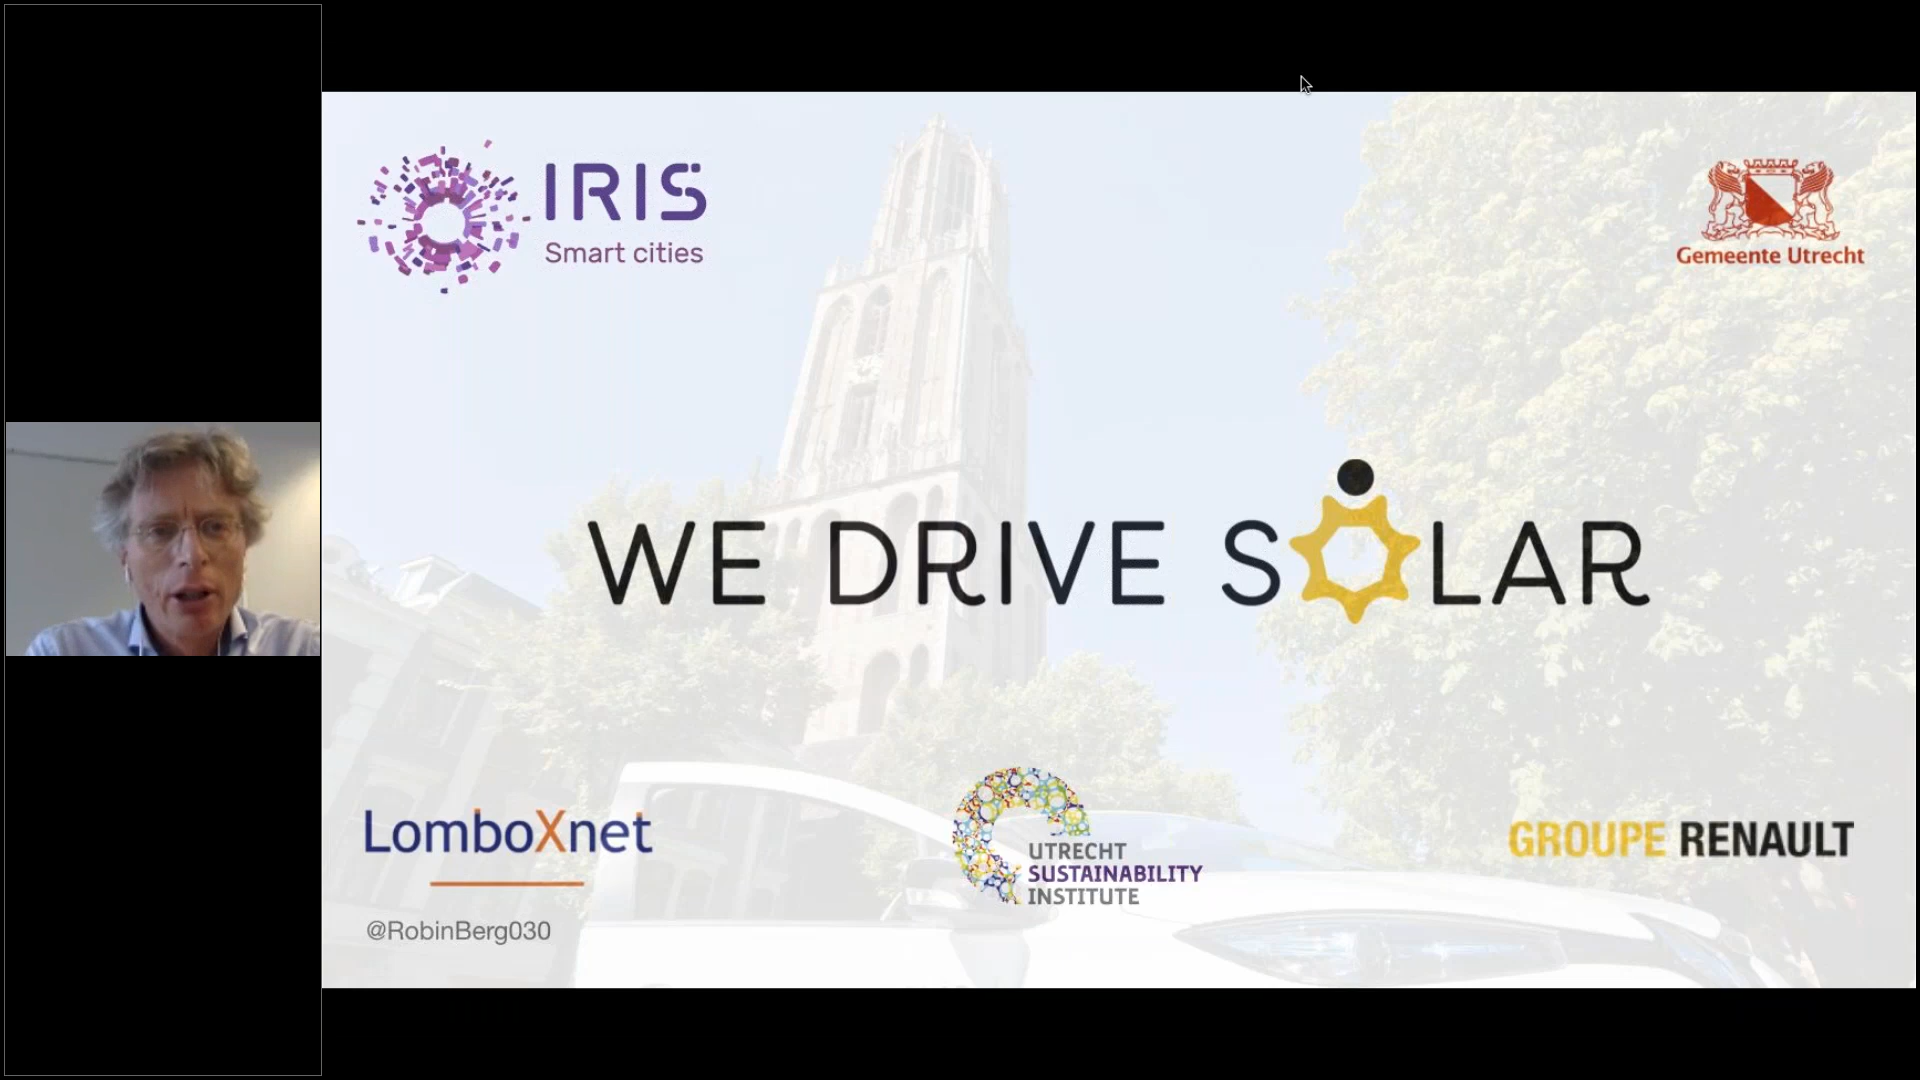 IRIS
Smart cities
Gemeente Utrecht
WE DRIVE SOLAR
LomboXnet
@RobinBerg030
UTRECHT
SUSTAINABILITY
INSTITUTE
GROUPE RENAULT